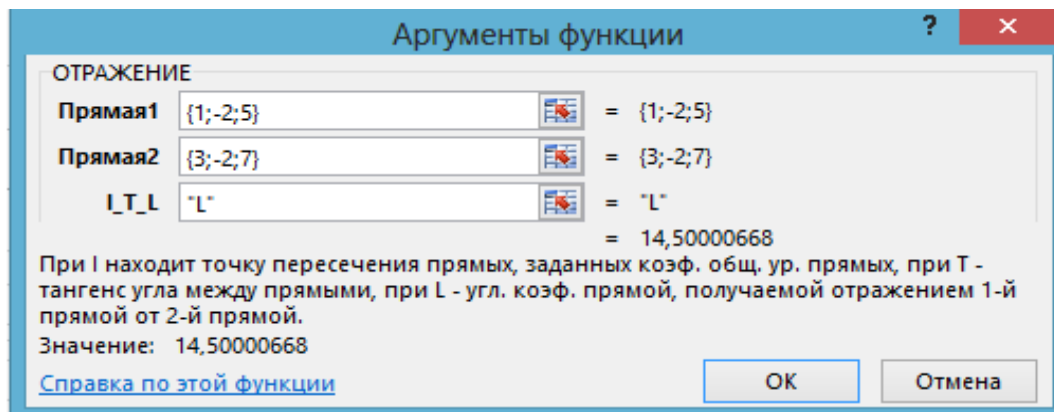 Аргументы функции ? ×
ОТРАЖЕНИЕ
Прямая1 {1;-2;5} = {1;-2;5}
Прямая2 {3;-2;7} = {3;-2;7}
I_T_L "L" = "L"
= 14,50000668
При I находит точку пересечения прямых, заданных коэф. общ. ур. прямых, при T -
тангенс угла между прямыми, при L - угл. коэф. прямой, получаемой отражением 1-й
прямой от 2-й прямой.
Значение: 14,50000668
Справка по этой функции ОК Отмена